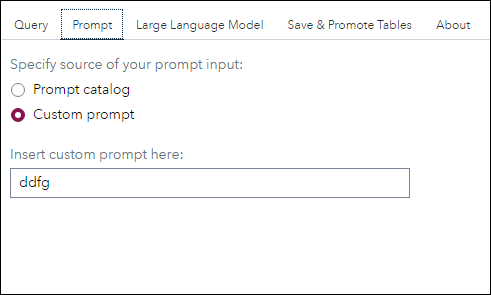 Query Prompt Large Language Model Save & Promote Tables About
Specify source of your prompt input:
Prompt catalog
Custom prompt
Insert custom prompt here:
ddfg